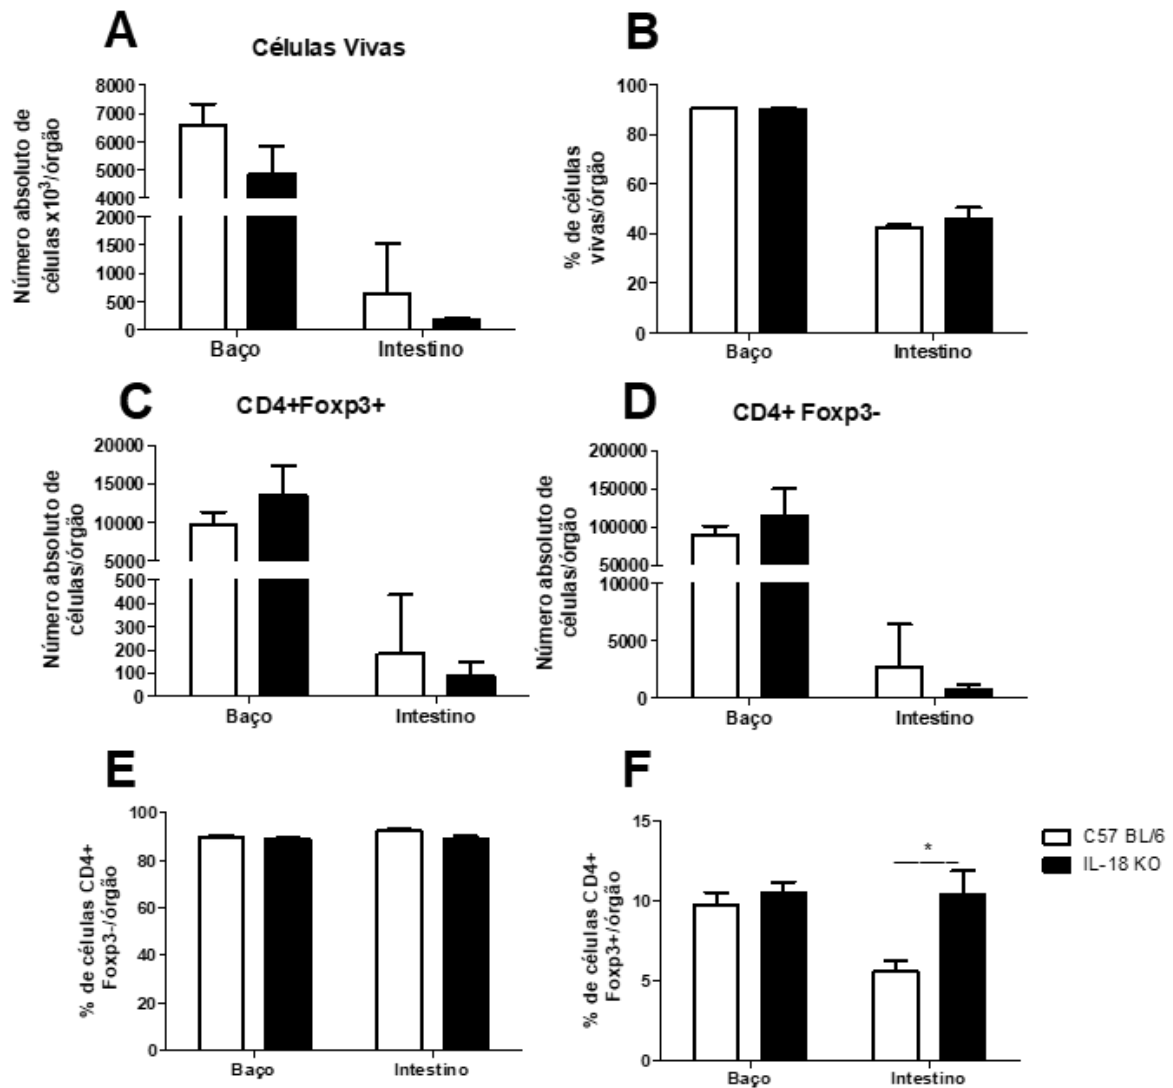 A
Células Vivas
Número absoluto de
células x10³/órgão
8000
7000
6000
5000
4000
2000
1500
1000
500
0
Baço
Intestino
B
% de células
vivas/órgão
100
80
60
40
20
0
Baço
Intestino
C
CD4+Foxp3+
Número absoluto de
células/órgão
20000
15000
10000
5000
500
400
300
200
100
0
Baço
Intestino
D
CD4+ Foxp3-
Número absoluto de
células/órgão
200000
150000
100000
50000
10000
5000
0
Baço
Intestino
E
% de células CD4+
Foxp3-/órgão
100
80
60
40
20
0
Baço
Intestino
F
% de células CD4+
Foxp3+/órgão
15
10
5
0
*
Baço
Intestino
C57 BL/6
IL-18 KO